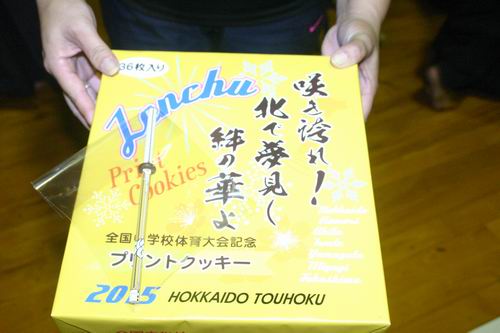 36枚入り
Zenchu
咲き誇れ!
北で夢見し
絆の華よ
Print
Cookies
全国中学校体育大会記念
プリントクッキー
Hokkaido
Aomori
Akita
Iwate
Yamagata
Miyagi
Fukushima
2015 HOKKAIDO TOUHOKU